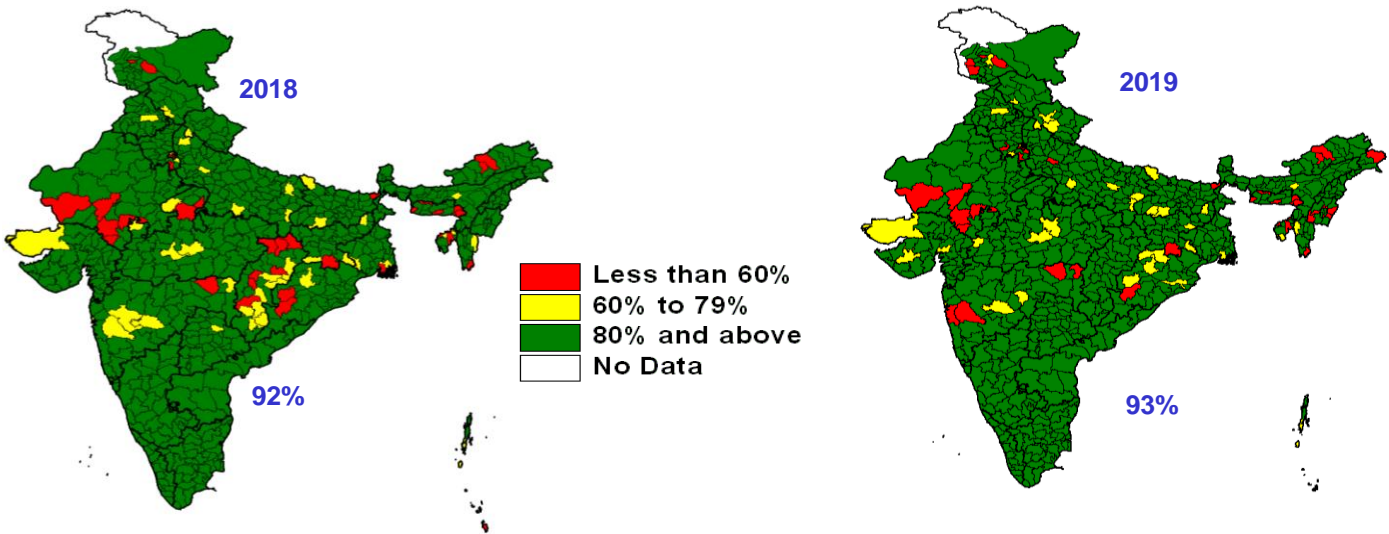 2018
2019
Less than 60%
60% to 79%
80% and above
No Data
92%
93%